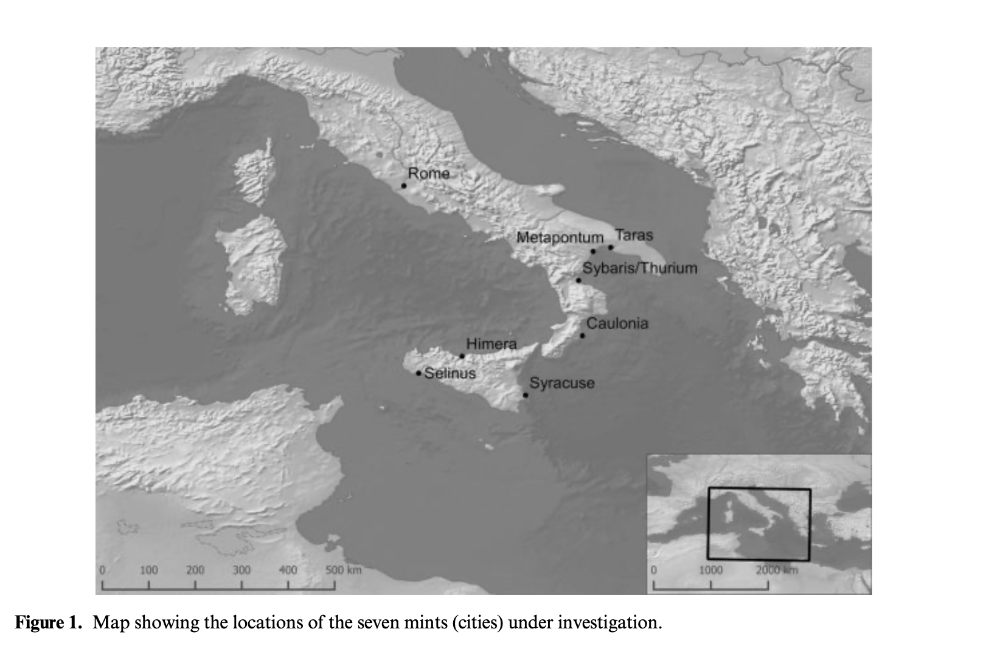 Rome
Metapontum
Taras
Sybaris/Thurium
Caulonia
Himera
Selinus
Syracuse
0 100 200 300 400 500 km
0 1000 2000 km
Figure 1. Map showing the locations of the seven mints (cities) under investigation.